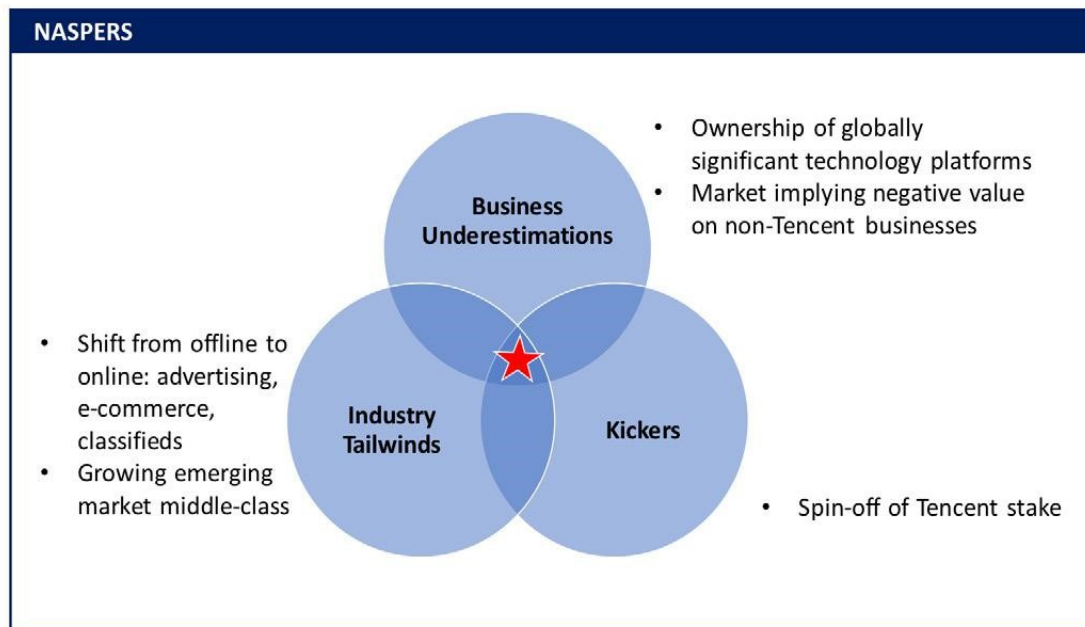 NASPERS
• Ownership of globally
significant technology platforms
• Market implying negative value
on non-Tencent businesses
Business
Underestimations
• Shift from offline to
online: advertising,
e-commerce,
classifieds
• Growing emerging
market middle-class
Industry
Tailwinds
Kickers
• Spin-off of Tencent stake